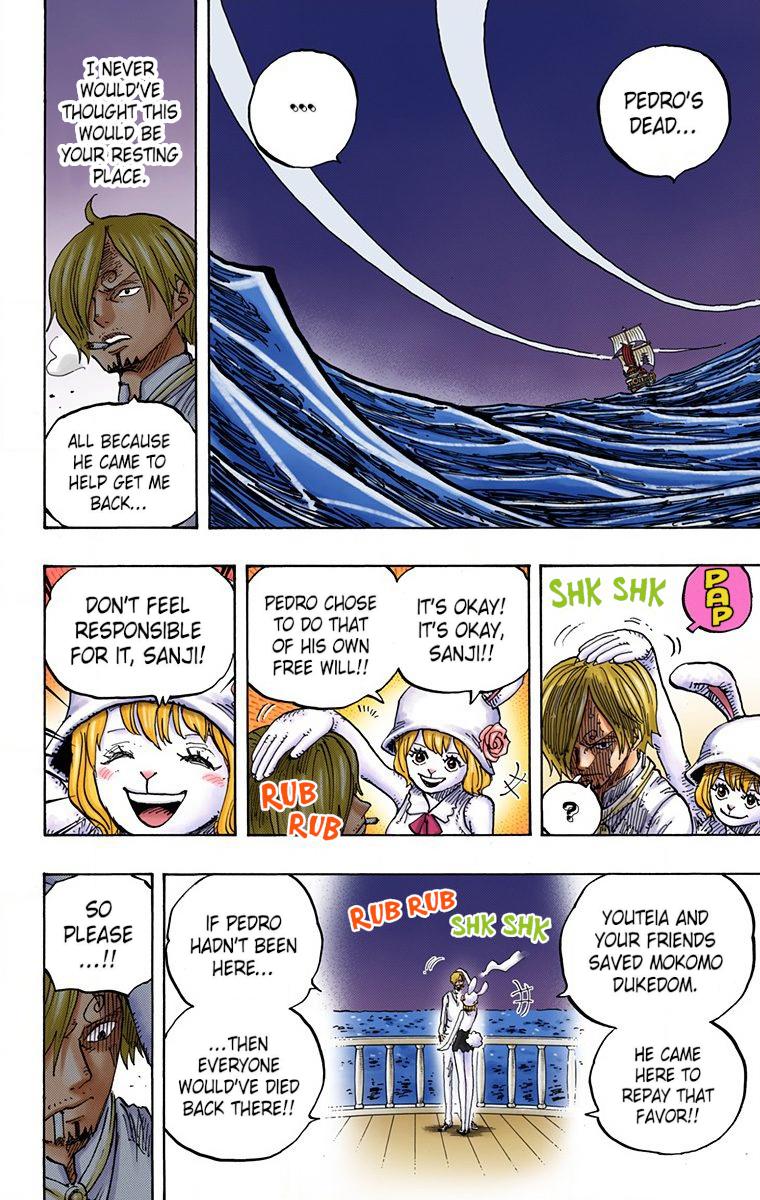 PEDRO'S
DEAD...
...
I NEVER
WOULD'VE
THOUGHT THIS
WOULD BE
YOUR RESTING
PLACE.
ALL BECAUSE
HE CAME TO
HELP GET ME
BACK...
PAP
SHK SHK
?
IT'S OKAY!
IT'S OKAY,
SANJI!!
PEDRO CHOSE
TO DO THAT
OF HIS OWN
FREE WILL!!
RUB
RUB
DON'T FEEL
RESPONSIBLE
FOR IT, SANJI!
YOUTEIA AND
YOUR FRIENDS
SAVED MOKOMO
DUKEDOM.
HE CAME
HERE TO
REPAY THAT
FAVOR!!
RUB RUB
SHK SHK
IF PEDRO
HADN'T BEEN
HERE...
...THEN
EVERYONE
WOULD'VE DIED
BACK THERE!!
SO
PLEASE
...!!